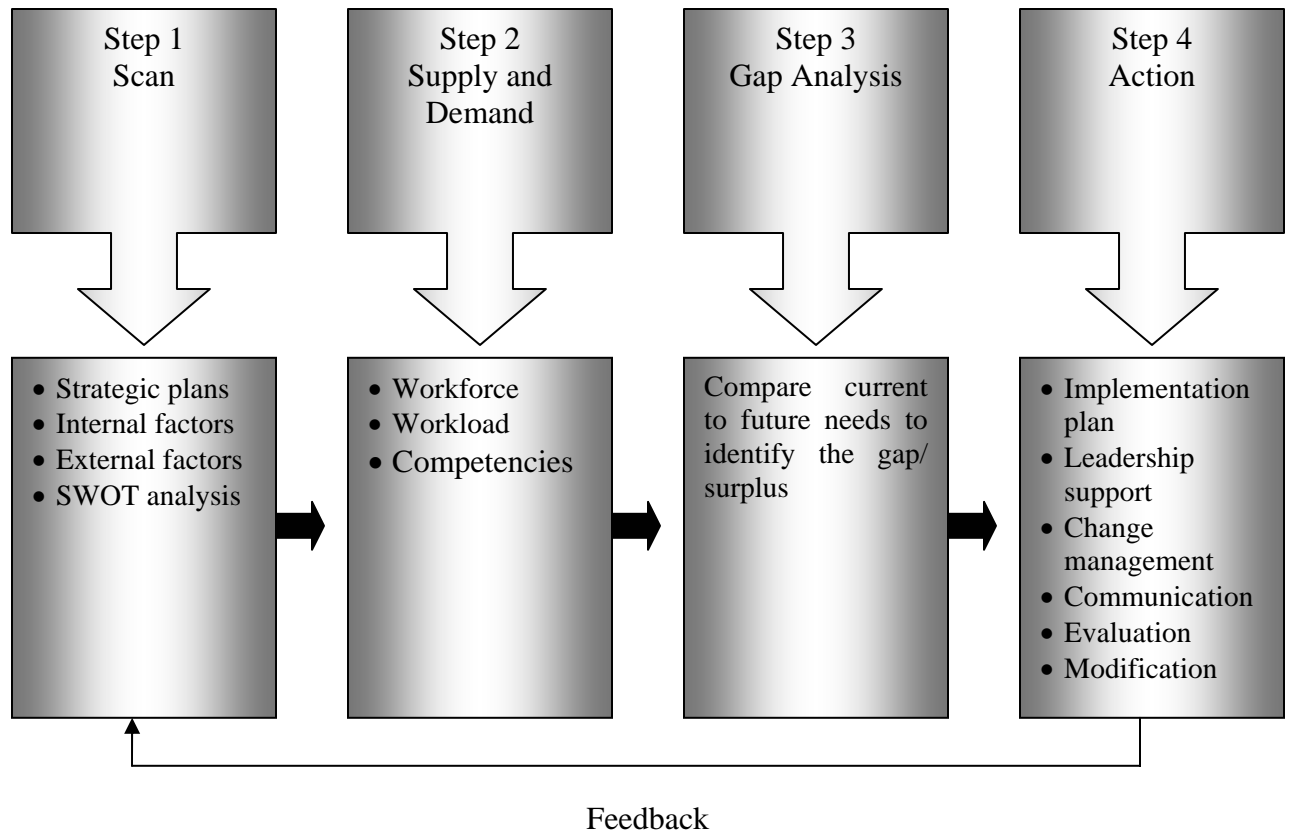 Step 1
Scan
Step 2
Supply and
Demand
Step 3
Gap Analysis
Step 4
Action
• Strategic plans
• Internal factors
• External factors
• SWOT analysis
• Workforce
• Workload
• Competencies
Compare current
to future needs to
identify the gap/
surplus
• Implementation
plan
• Leadership
support
• Change
management
• Communication
• Evaluation
• Modification
Feedback